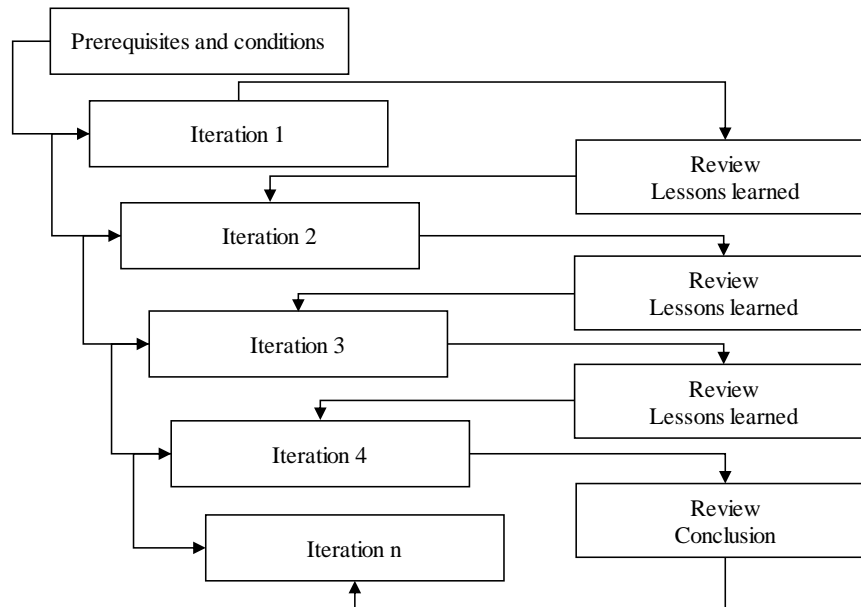 Prerequisites and conditions
Iteration 1
Review
Lessons learned
Iteration 2
Review
Lessons learned
Iteration 3
Review
Lessons learned
Iteration 4
Review
Conclusion
Iteration n